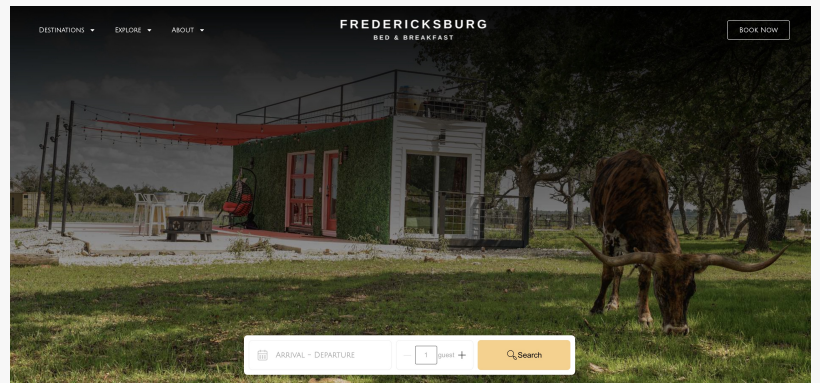 DESTINATIONS
EXPLORE
ABOUT
FREDERICKSBURG
BED & BREAKFAST
BOOK NOW
ARRIVAL - DEPARTURE
1 guest
Search